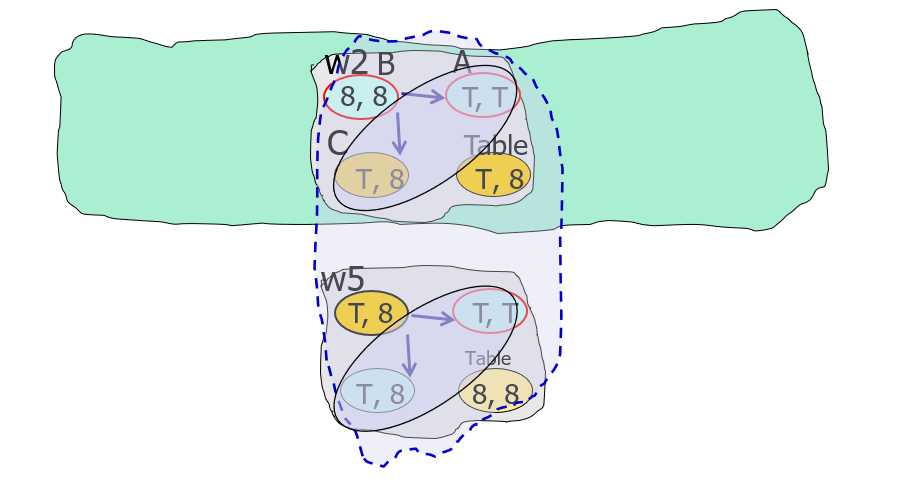 w2 B A
8, 8 T, T
C Table
T, 8 T, 8
w5
T, 8 T, T
Table
T, 8 8, 8